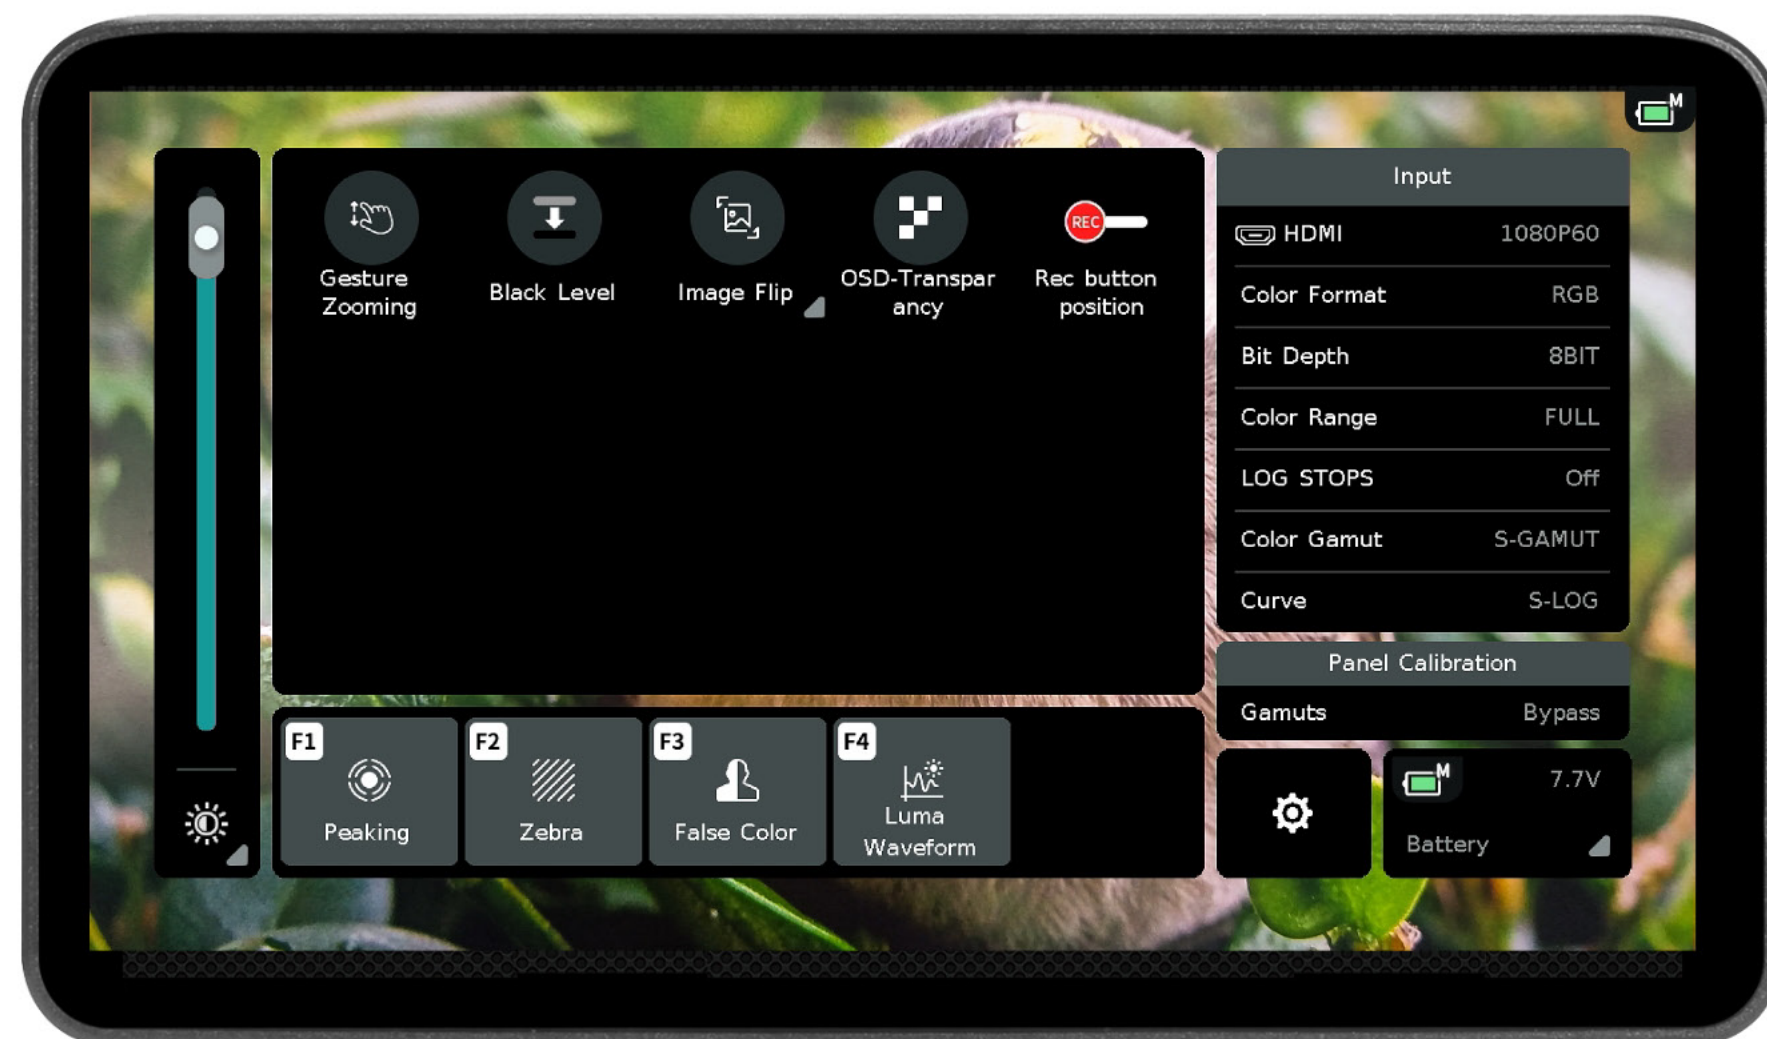 M
Gesture
Zooming
Black Level
Image Flip
OSD-Transpar
ancy
REC
Rec button
position
Input
HDMI 1080P60
Color Format RGB
Bit Depth 8BIT
Color Range FULL
LOG STOPS Off
Color Gamut S-GAMUT
Curve S-LOG
Panel Calibration
Gamuts Bypass
F1
Peaking
F2
Zebra
F3
False Color
F4
Luma
Waveform
M 7.7V
Battery